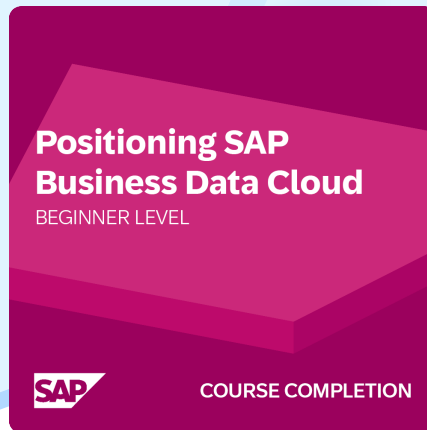 Positioning SAP
Business Data Cloud
BEGINNER LEVEL
SAP
COURSE COMPLETION